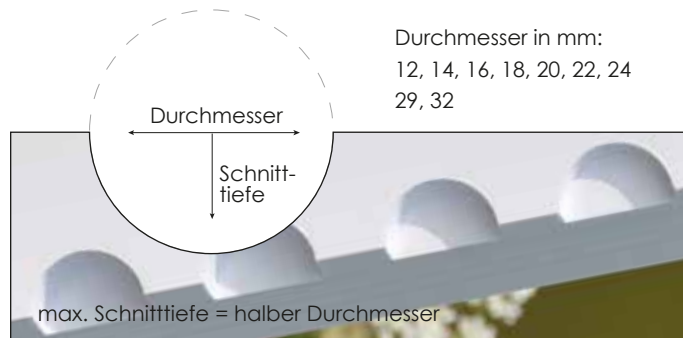 Durchmesser in mm:
12, 14, 16, 18, 20, 22, 24
29, 32
Durchmesser
Schnitt-
tiefe
max. Schnitttiefe = halber Durchmesser